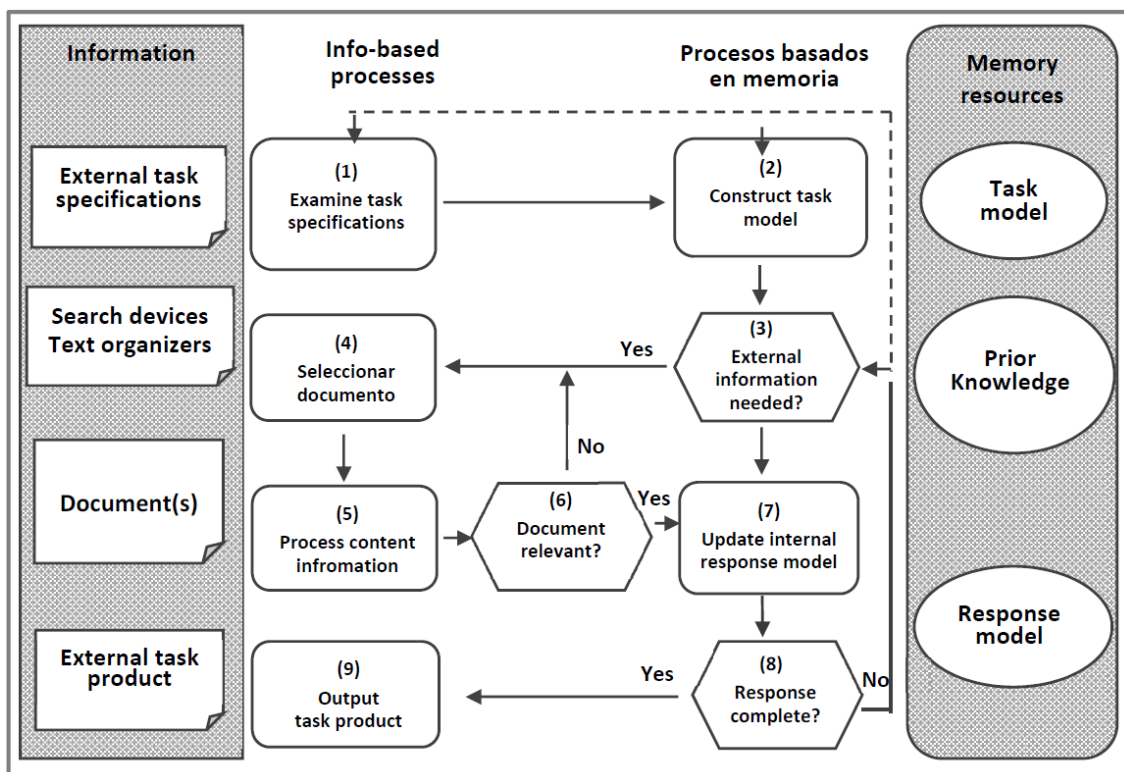 Information
External task
specifications
Search devices
Text organizers
Document(s)
External task
product
Info-based
processes
Procesos basados
en memoria
(1)
Examine task
specifications
(2)
Construct task
model
(3)
External
information
needed?
Yes
(4)
Seleccionar
documento
No
(5)
Process content
infromation
(6)
Document
relevant?
Yes
(7)
Update internal
response model
(8)
Response
complete?
No
Yes
(9)
Output
task product
Memory
resources
Task
model
Prior
Knowledge
Response
model